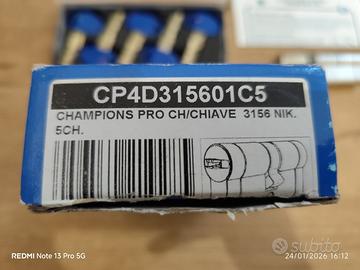 CP4D315601C5
CHAMPIONS PRO CH/CHIAVE 3156 NIK.
5CH.
REDMI Note 13 Pro 5G
subito
24/01/2026 16:12